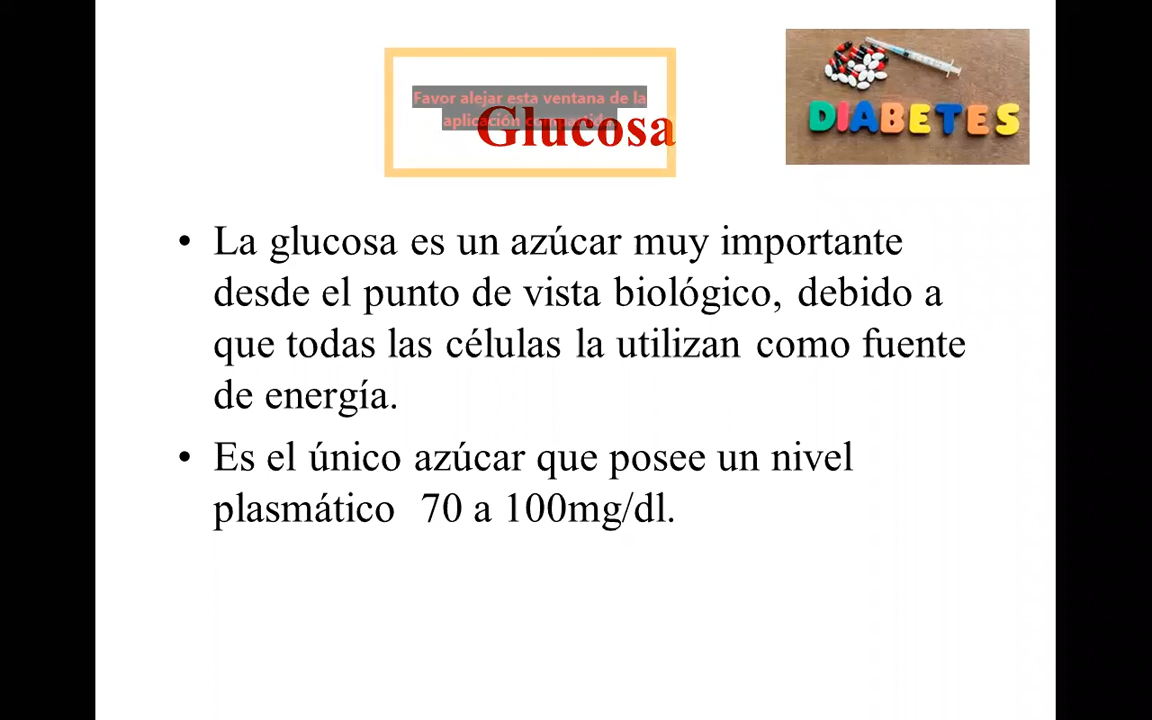 Favor alejar esta ventana de la
aplicación compartida
Glucosa
DIABETES
• La glucosa es un azúcar muy importante
desde el punto de vista biológico, debido a
que todas las células la utilizan como fuente
de energía.
• Es el único azúcar que posee un nivel
plasmático 70 a 100mg/dl.